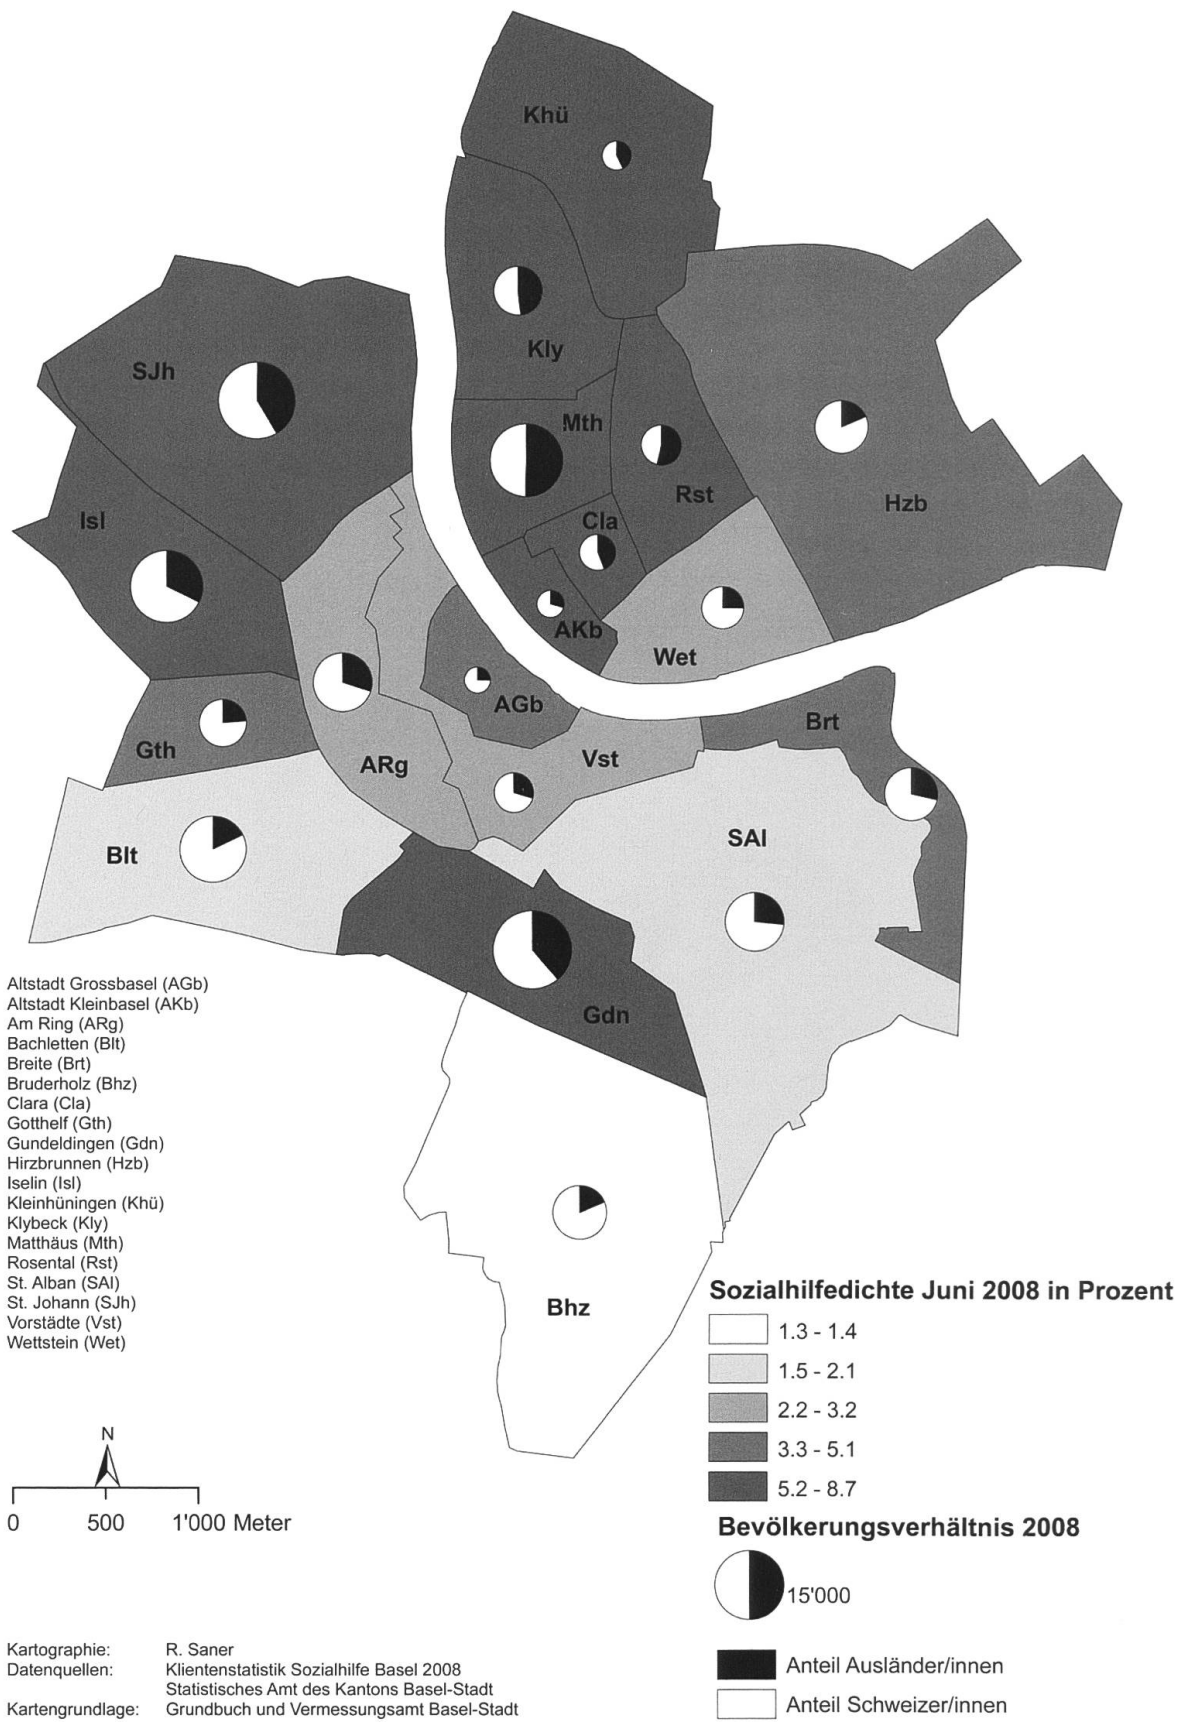 Khü
Kly
SJh
Mth
Rst
Hzb
Isl
Cla
AKb
Wet
AGb
Brt
Gth
ARg
Vst
Blt
SAl
Gdn
Bhz
Altstadt Grossbasel (AGb)
Altstadt Kleinbasel (AKb)
Am Ring (ARg)
Bachletten (Blt)
Breite (Brt)
Bruderholz (Bhz)
Clara (Cla)
Gotthelf (Gth)
Gundeldingen (Gdn)
Hirzbrunnen (Hzb)
Iselin (Isl)
Kleinhüningen (Khü)
Klybeck (Kly)
Matthäus (Mth)
Rosental (Rst)
St. Alban (SAl)
St. Johann (SJh)
Vorstädte (Vst)
Wettstein (Wet)
N
0 500 1'000 Meter
Sozialhilfedichte Juni 2008 in Prozent
1.3 - 1.4
1.5 - 2.1
2.2 - 3.2
3.3 - 5.1
5.2 - 8.7
Bevölkerungsverhältnis 2008
15'000
Anteil Ausländer/innen
Anteil Schweizer/innen
Kartographie: R. Saner
Datenquellen: Klientenstatistik Sozialhilfe Basel 2008
Statistisches Amt des Kantons Basel-Stadt
Kartengrundlage: Grundbuch und Vermessungsamt Basel-Stadt